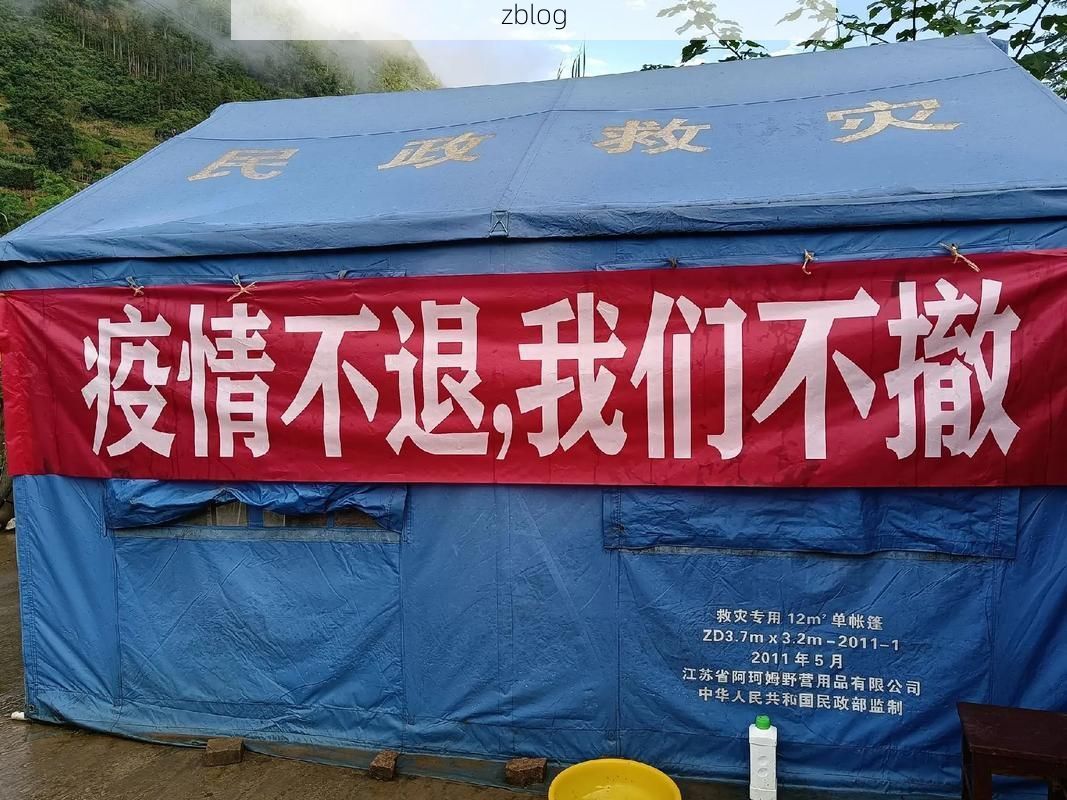 zblog
民政救灾
疫情不退,我们不撤
救灾专用 12m² 单帐篷
ZD3.7m x 3.2m-2011-1
2011 年 5 月
江苏省阿珂姆野营用品有限公司
中华人民共和国民政部监制